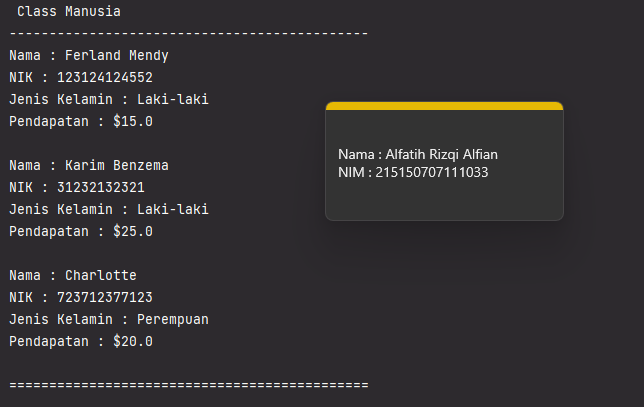 Class Manusia
---------------------------------------------
Nama : Ferland Mendy
NIK : 123124124552
Jenis Kelamin : Laki-laki
Pendapatan : $15.0
Nama : Karim Benzema
NIK : 31232132321
Jenis Kelamin : Laki-laki
Pendapatan : $25.0
Nama : Charlotte
NIK : 723712377123
Jenis Kelamin : Perempuan
Pendapatan : $20.0
=============================================
Nama : Alfatih Rizqi Alfian
NIM : 215150707111033